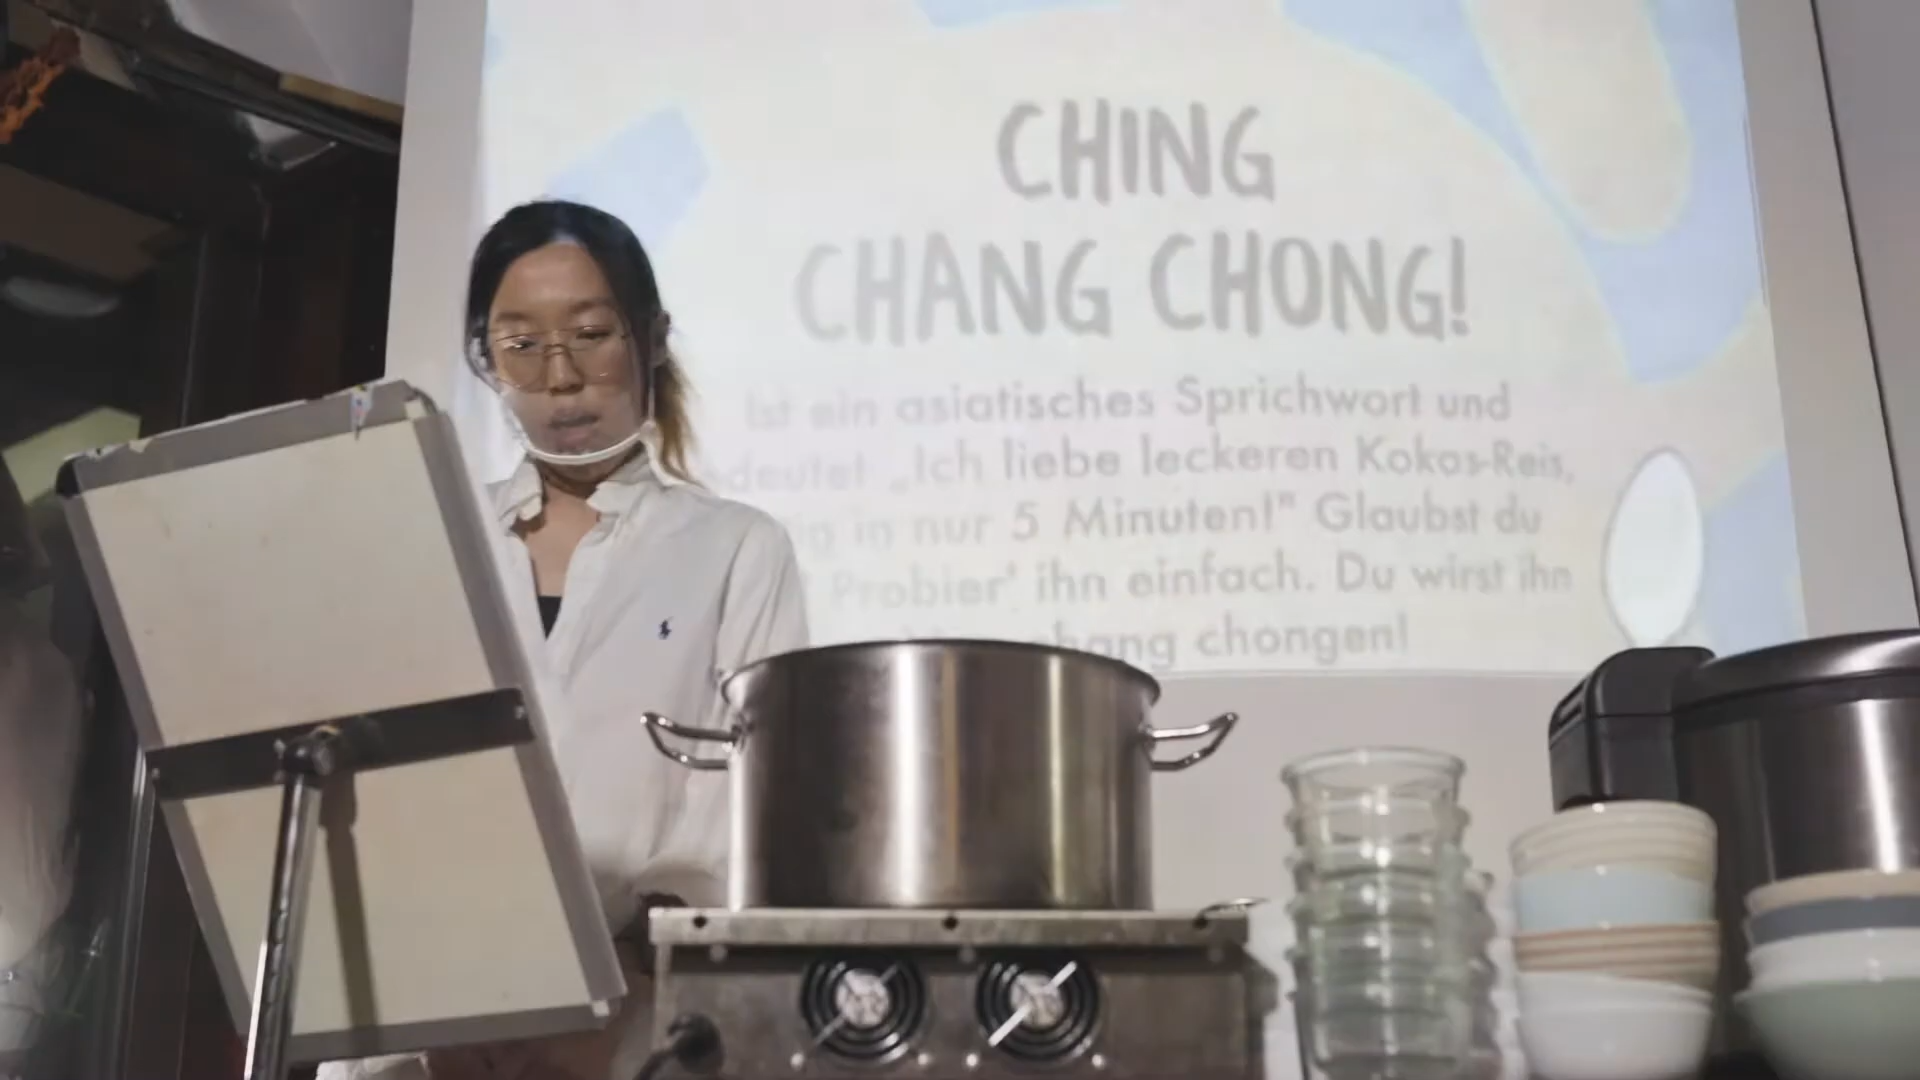 CHING
CHANG CHONG!
Ist ein asiatisches Sprichwort und
„Ich liebe leckeren Kokos-Reis,
in nur 5 Minuten!" Glaubst du
Probier' ihn einfach. Du wirst ihn
chongen!